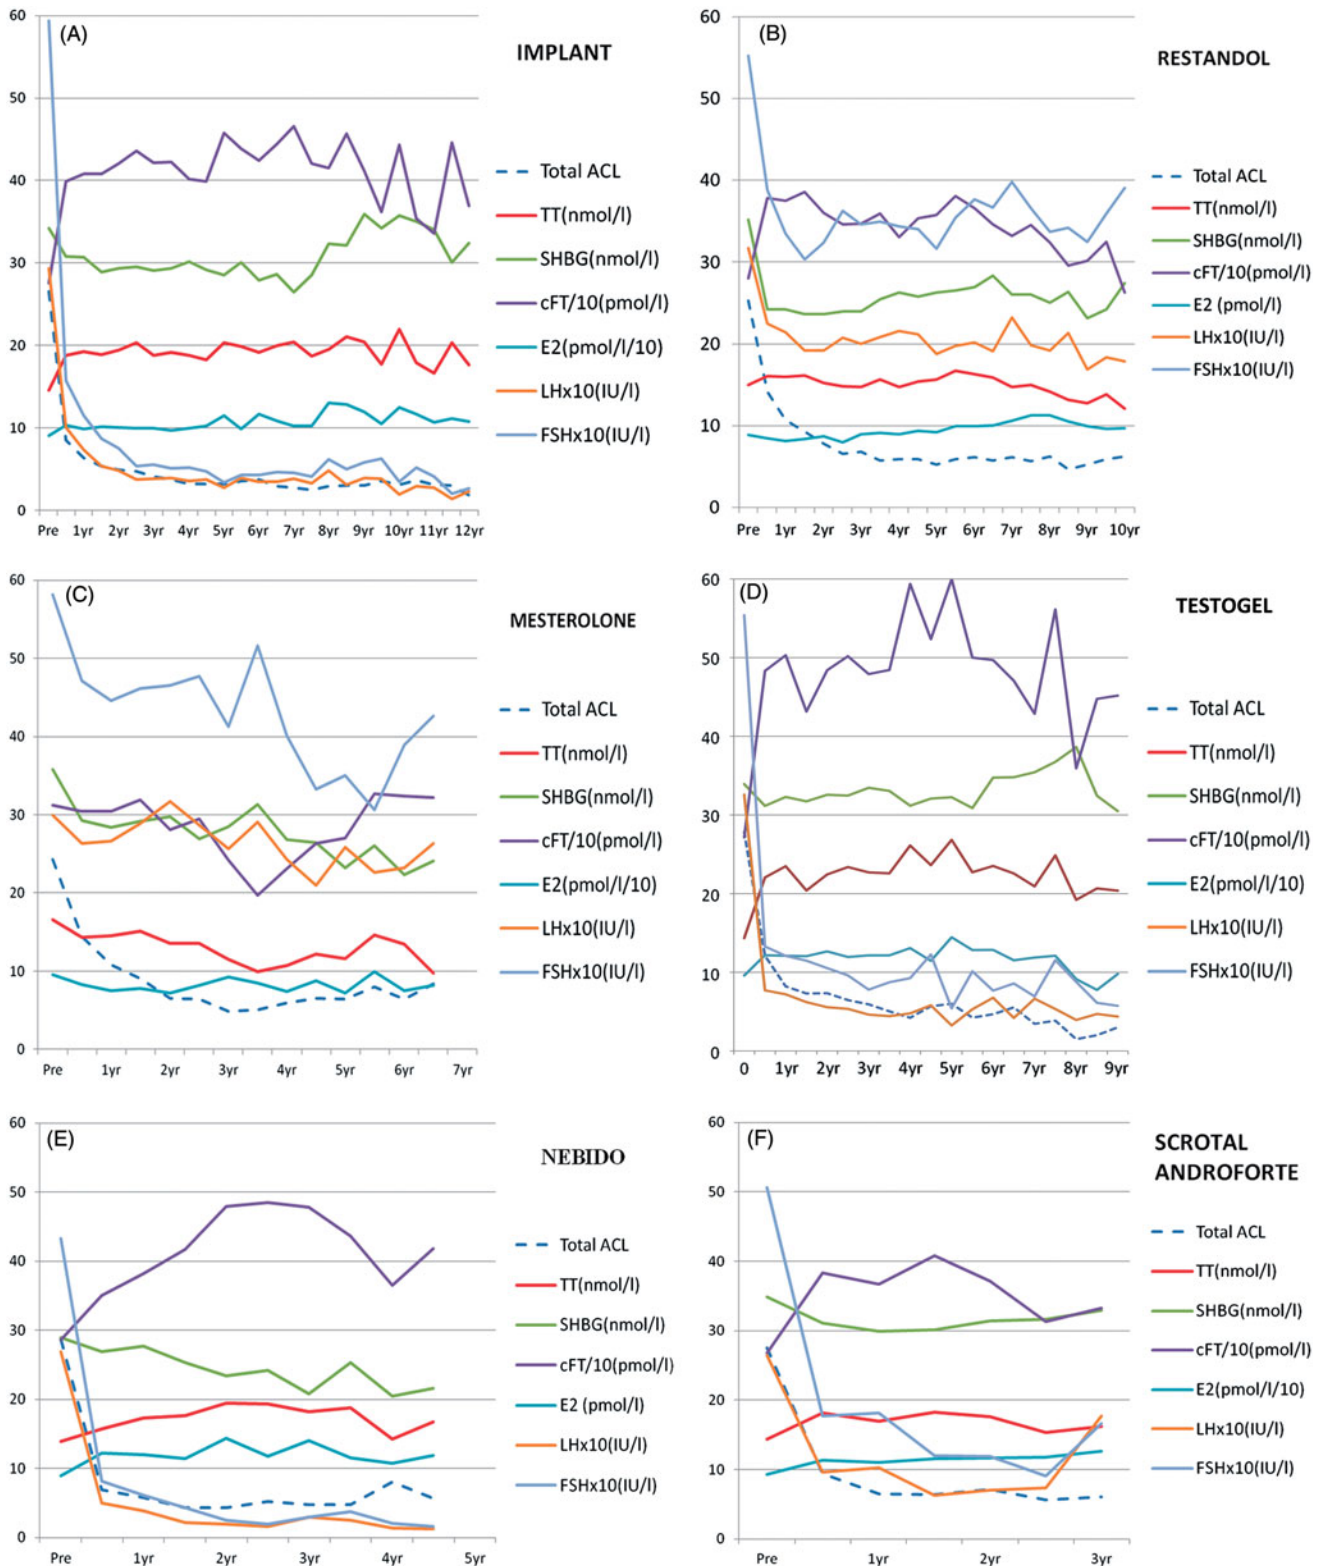 (A)
IMPLANT
60
50
40
30
20
10
0
Pre 1yr 2yr 3yr 4yr 5yr 6yr 7yr 8yr 9yr 10yr 11yr 12yr
Total ACL
TT(nmol/l)
SHBG(nmol/l)
cFT/10(pmol/l)
E2(pmol/l/10)
LHx10(IU/l)
FSHx10(IU/l)
(B)
RESTANDOL
60
50
40
30
20
10
0
Pre 1yr 2yr 3yr 4yr 5yr 6yr 7yr 8yr 9yr 10yr
Total ACL
TT(nmol/l)
SHBG(nmol/l)
cFT/10(pmol/l)
E2 (pmol/l)
LHx10(IU/l)
FSHx10(IU/l)
(C)
MESTEROLONE
60
50
40
30
20
10
0
Pre 1yr 2yr 3yr 4yr 5yr 6yr 7yr
Total ACL
TT(nmol/l)
SHBG(nmol/l)
cFT/10(pmol/l)
E2(pmol/l/10)
LHx10(IU/l)
FSHx10(IU/l)
(D)
TESTOGEL
60
50
40
30
20
10
0
0 1yr 2yr 3yr 4yr 5yr 6yr 7yr 8yr 9yr
Total ACL
TT(nmol/l)
SHBG(nmol/l)
cFT/10(pmol/l)
E2(pmol/l/10)
LHx10(IU/l)
FSHx10(IU/l)
(E)
NEBIDO
60
50
40
30
20
10
0
Pre 1yr 2yr 3yr 4yr 5yr
Total ACL
TT(nmol/l)
SHBG(nmol/l)
cFT/10(pmol/l)
E2 (pmol/l)
LHx10(IU/l)
FSHx10(IU/l)
(F)
SCROTAL
ANDROFORTE
60
50
40
30
20
10
0
Pre 1yr 2yr 3yr
Total ACL
TT(nmol/l)
SHBG(nmol/l)
cFT/10(pmol/l)
E2(pmol/l/10)
LHx10(IU/l)
FSHx10(IU/l)